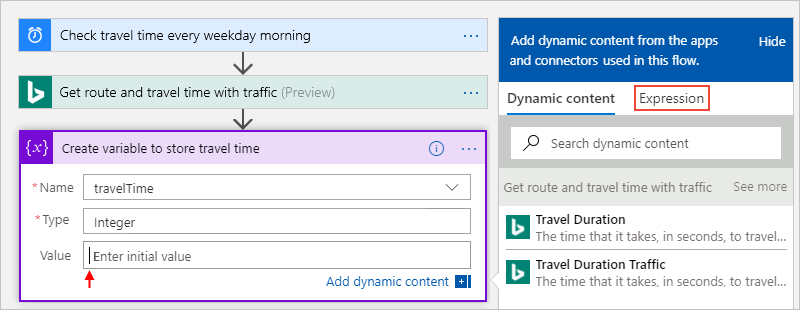 Check travel time every weekday morning
Get route and travel time with traffic (Preview)
{x} Create variable to store travel time
* Name travelTime
* Type Integer
Value Enter initial value
Add dynamic content
Add dynamic content from the apps
and connectors used in this flow.
Hide
Dynamic content Expression
Search dynamic content
Get route and travel time with traffic See more
Travel Duration
The time that it takes, in seconds, to travel...
Travel Duration Traffic
The time that it takes, in seconds, to travel...